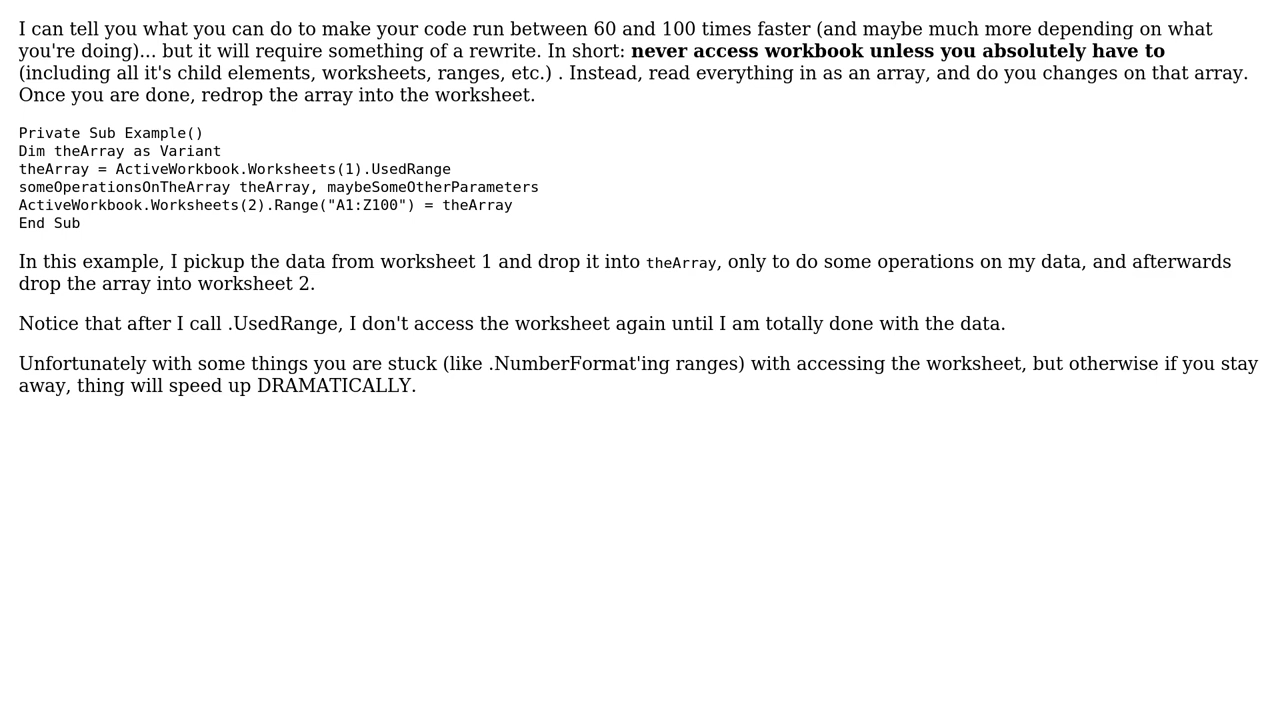 I can tell you what you can do to make your code run between 60 and 100 times faster (and maybe much more depending on what
you're doing)... but it will require something of a rewrite. In short: never access workbook unless you absolutely have to
(including all it's child elements, worksheets, ranges, etc.) . Instead, read everything in as an array, and do you changes on that array.
Once you are done, redrop the array into the worksheet.
Private Sub Example()
Dim theArray as Variant
theArray = ActiveWorkbook.Worksheets(1).UsedRange
someOperationsOnTheArray theArray, maybeSomeOtherParameters
ActiveWorkbook.Worksheets(2).Range("A1:Z100") = theArray
End Sub
In this example, I pickup the data from worksheet 1 and drop it into theArray, only to do some operations on my data, and afterwards
drop the array into worksheet 2.
Notice that after I call .UsedRange, I don't access the worksheet again until I am totally done with the data.
Unfortunately with some things you are stuck (like .NumberFormat'ing ranges) with accessing the worksheet, but otherwise if you stay
away, thing will speed up DRAMATICALLY.